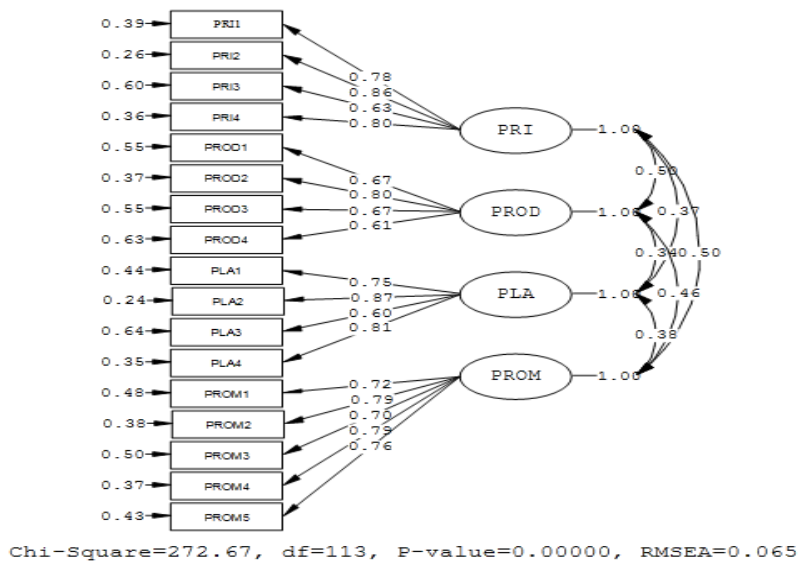 0.39 PRI1
0.78
0.26 PRI2
0.86
0.60 PRI3
0.63
0.36 PRI4
0.80
PRI 1.00
0.55 PROD1
0.67
0.37 PROD2
0.80
0.55 PROD3
0.67
0.63 PROD4
0.61
PROD 1.00
0.44 PLA1
0.75
0.24 PLA2
0.87
0.64 PLA3
0.60
0.35 PLA4
0.81
PLA 1.00
0.48 PROM1
0.72
0.38 PROM2
0.79
0.50 PROM3
0.70
0.37 PROM4
0.79
0.43 PROM5
0.76
PROM 1.00
0.50
0.37
0.34 0.50
0.46
0.38
Chi-Square=272.67, df=113, P-value=0.00000, RMSEA=0.065